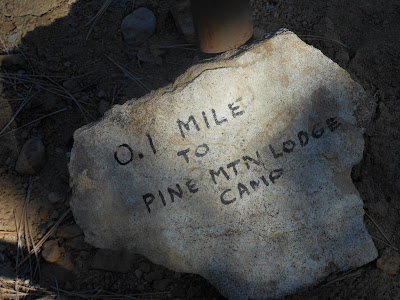 0.1 MILE
TO
PINE MTN LODGE
CAMP